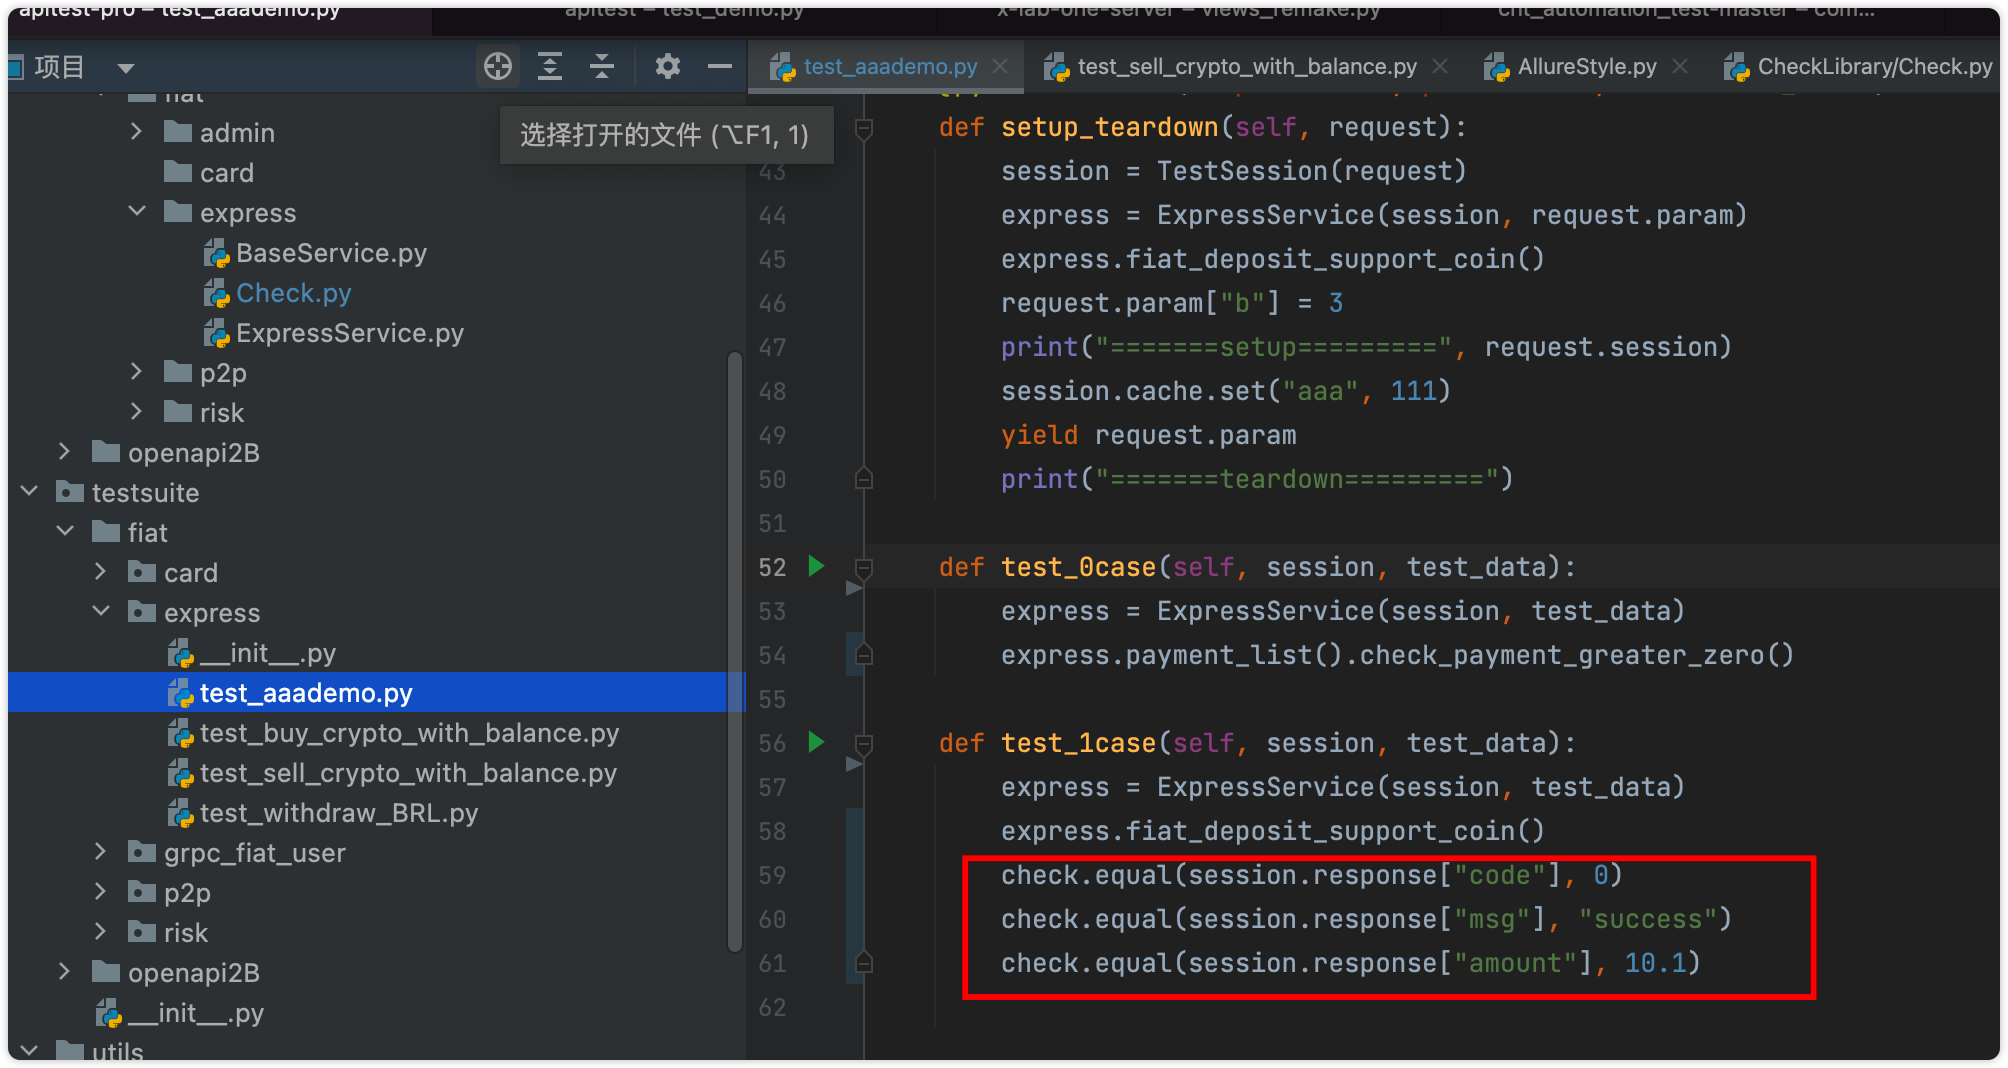 apitest-pro – test_aaademo.py
apitest – test_demo.py
x-lab-one-server – views_remake.py
项目
test_aaademo.py
test_sell_crypto_with_balance.py
AllureStyle.py
CheckLibrary/Check.py
选择打开的文件 (⌥F1, 1)
fiat
admin
card
express
BaseService.py
Check.py
ExpressService.py
p2p
risk
openapi2B
testsuite
fiat
card
express
__init__.py
test_aaademo.py
test_buy_crypto_with_balance.py
test_sell_crypto_with_balance.py
test_withdraw_BRL.py
grpc_fiat_user
p2p
risk
openapi2B
__init__.py
utils
def setup_teardown(self, request):
43 session = TestSession(request)
44 express = ExpressService(session, request.param)
45 express.fiat_deposit_support_coin()
46 request.param["b"] = 3
47 print("=======setup=========", request.session)
48 session.cache.set("aaa", 111)
49 yield request.param
50 print("=======teardown=========")
51
52 def test_0case(self, session, test_data):
53 express = ExpressService(session, test_data)
54 express.payment_list().check_payment_greater_zero()
55
56 def test_1case(self, session, test_data):
57 express = ExpressService(session, test_data)
58 express.fiat_deposit_support_coin()
59 check.equal(session.response["code"], 0)
60 check.equal(session.response["msg"], "success")
61 check.equal(session.response["amount"], 10.1)
62